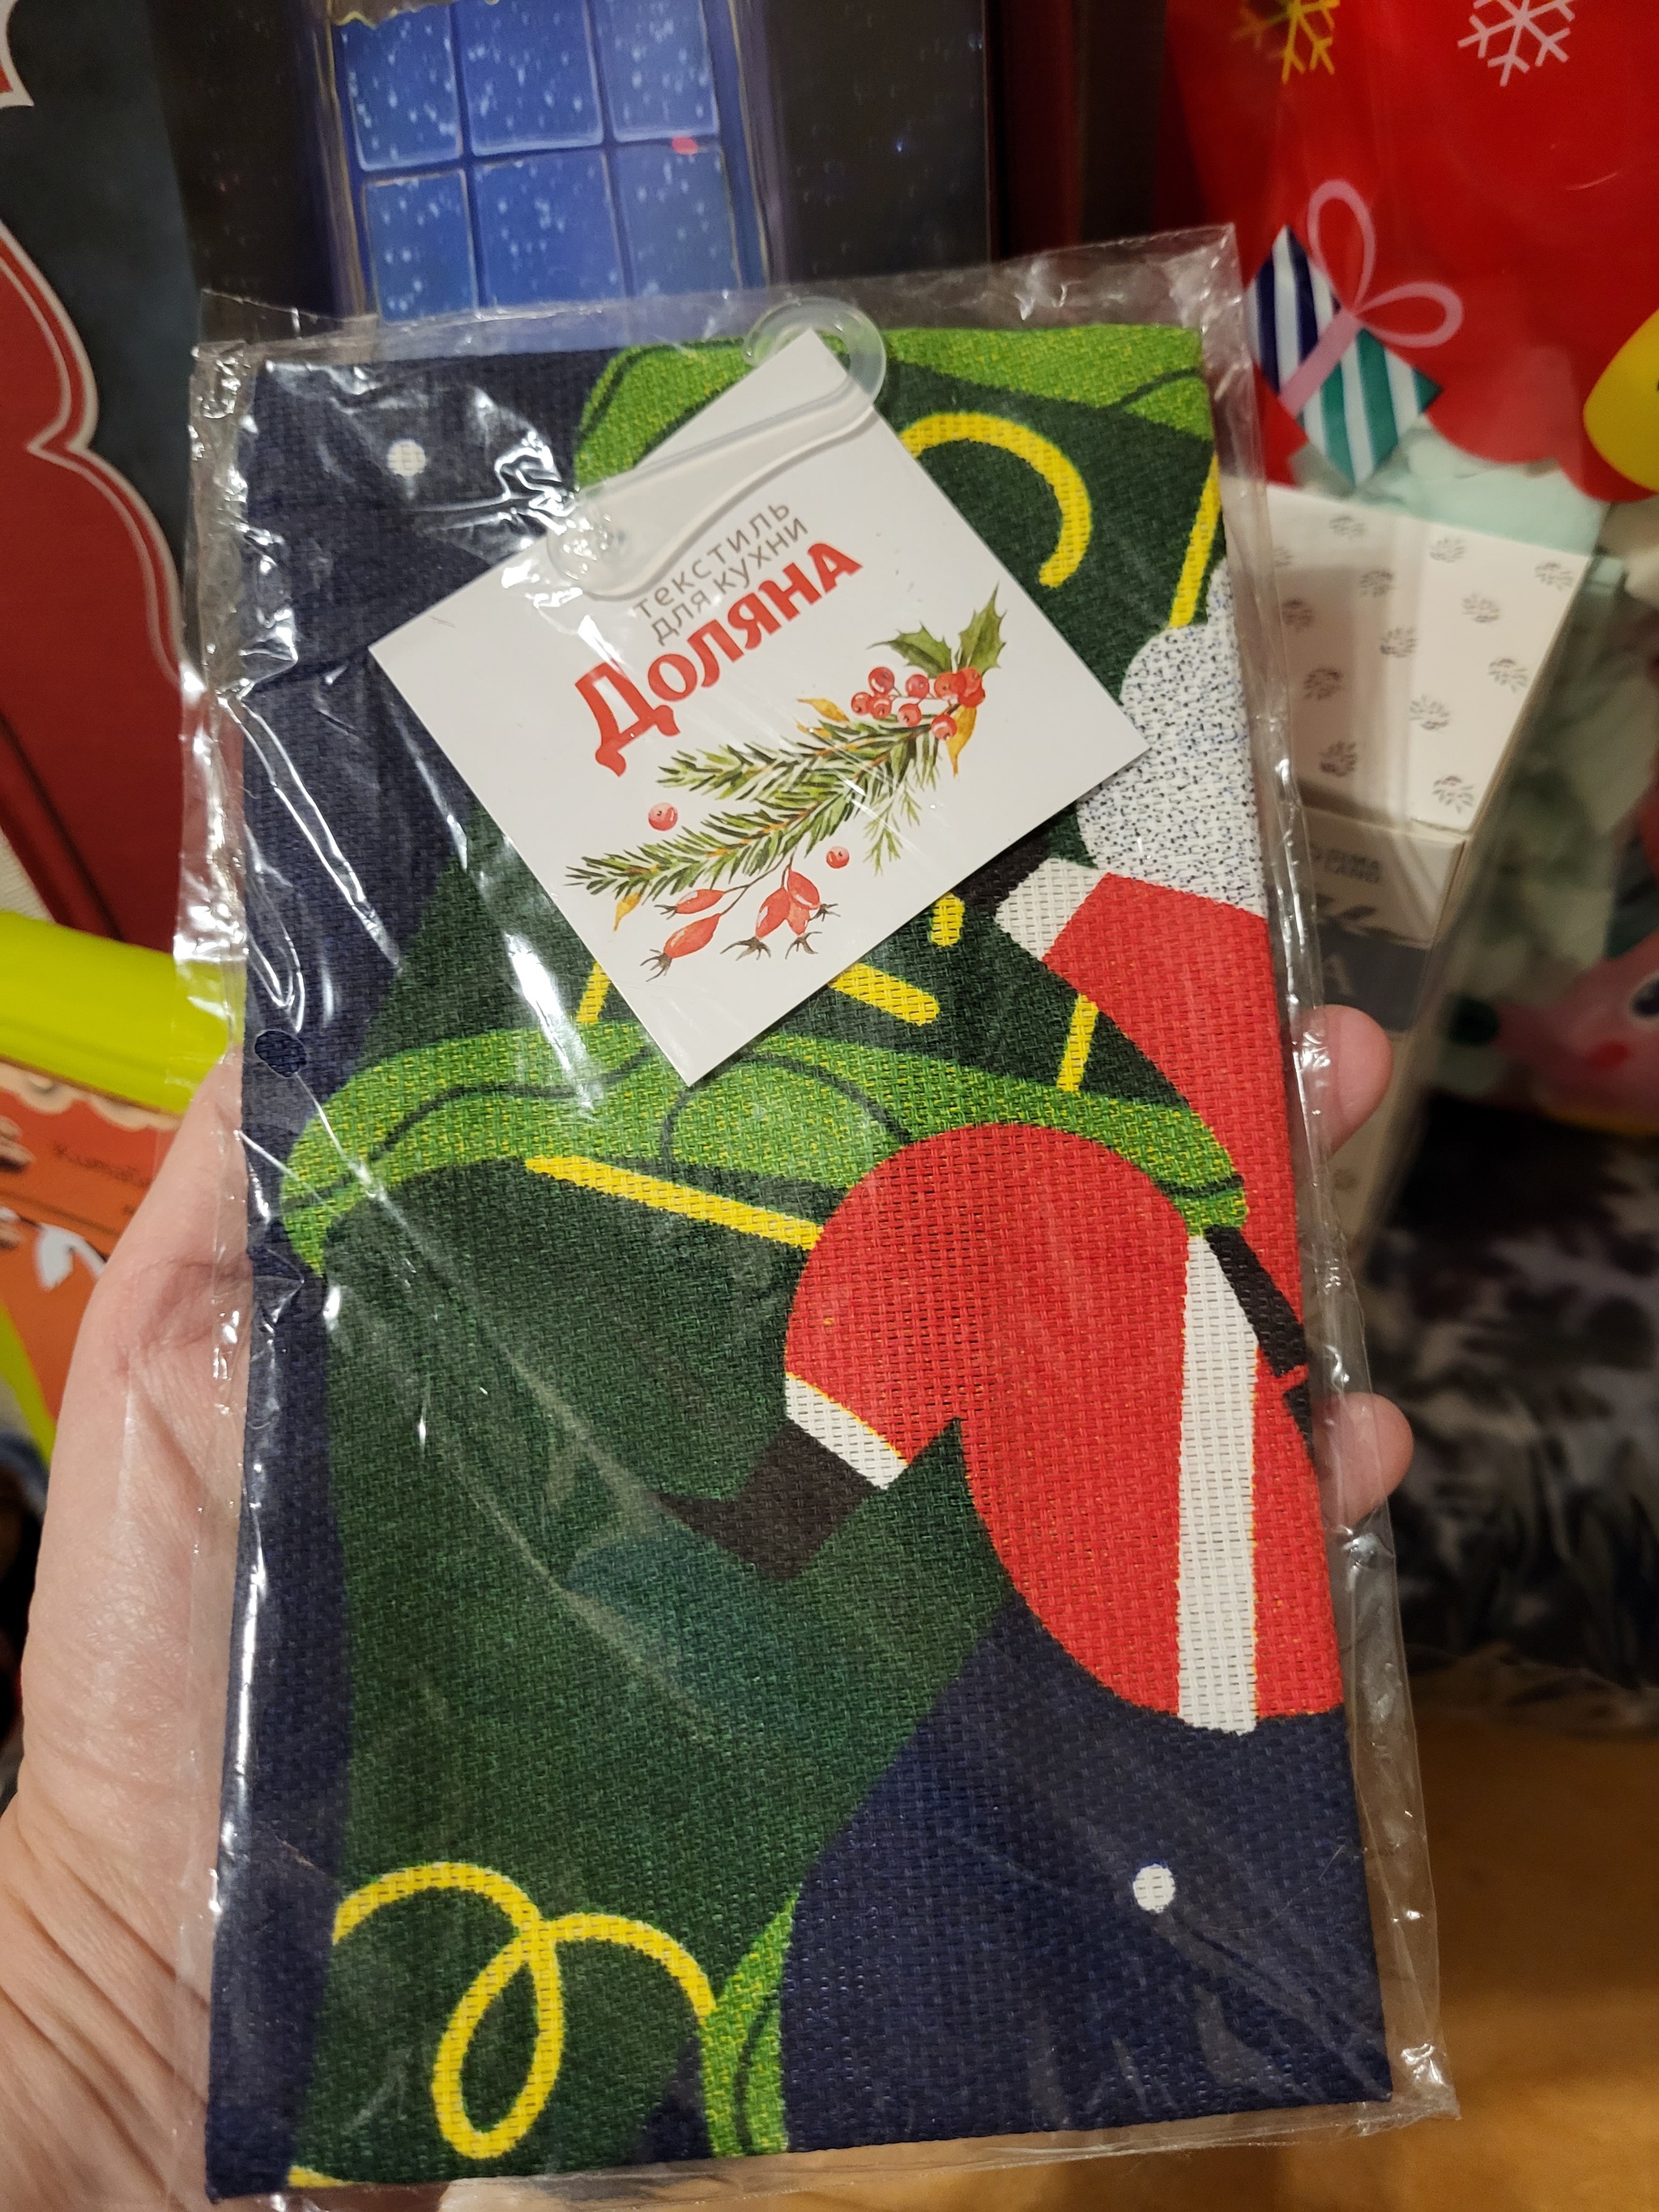 текстиль
для кухни
Доляна